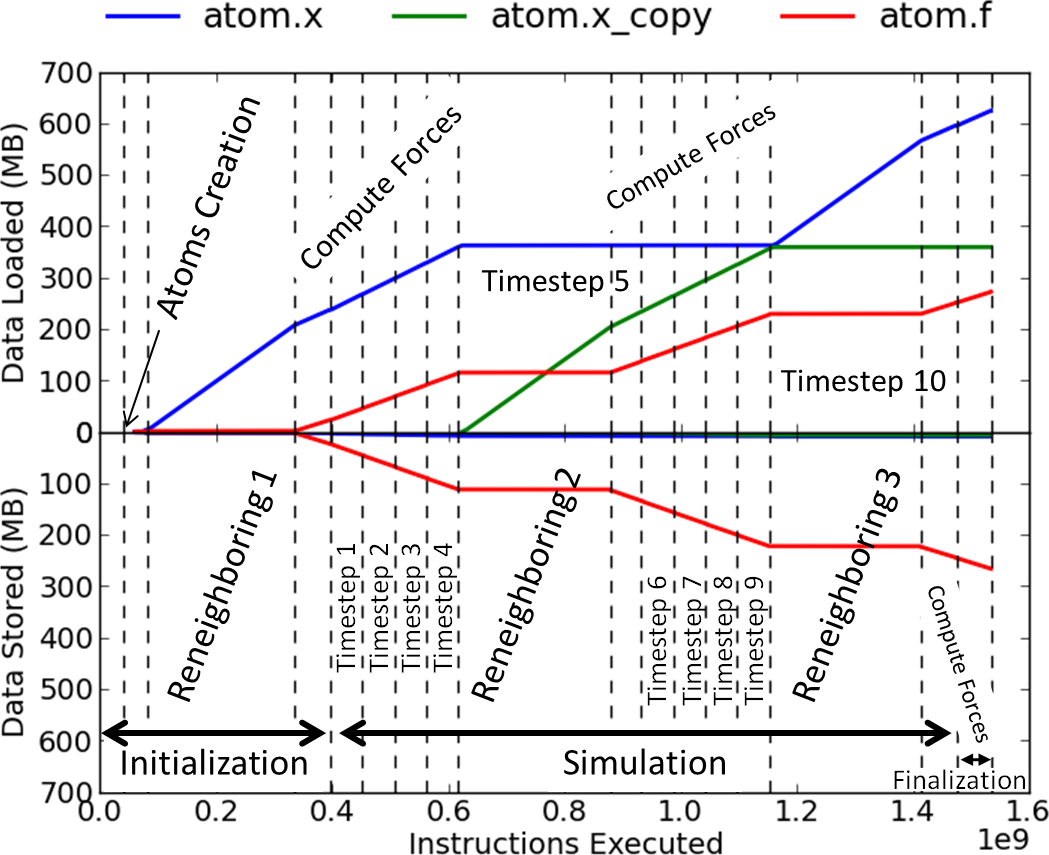 atom.x atom.x_copy atom.f
Data Loaded (MB)
700
600
500
400
300
200
100
0
Atoms Creation
Compute Forces
Compute Forces
Timestep 5
Timestep 10
Data Stored (MB)
100
200
300
400
500
600
700
Reneighboring 1
Timestep 1
Timestep 2
Timestep 3
Timestep 4
Reneighboring 2
Timestep 6
Timestep 7
Timestep 8
Timestep 9
Reneighboring 3
Compute Forces
Initialization
Simulation
Finalization
0.0 0.2 0.4 0.6 0.8 1.0 1.2 1.4 1.6
Instructions Executed
1e9